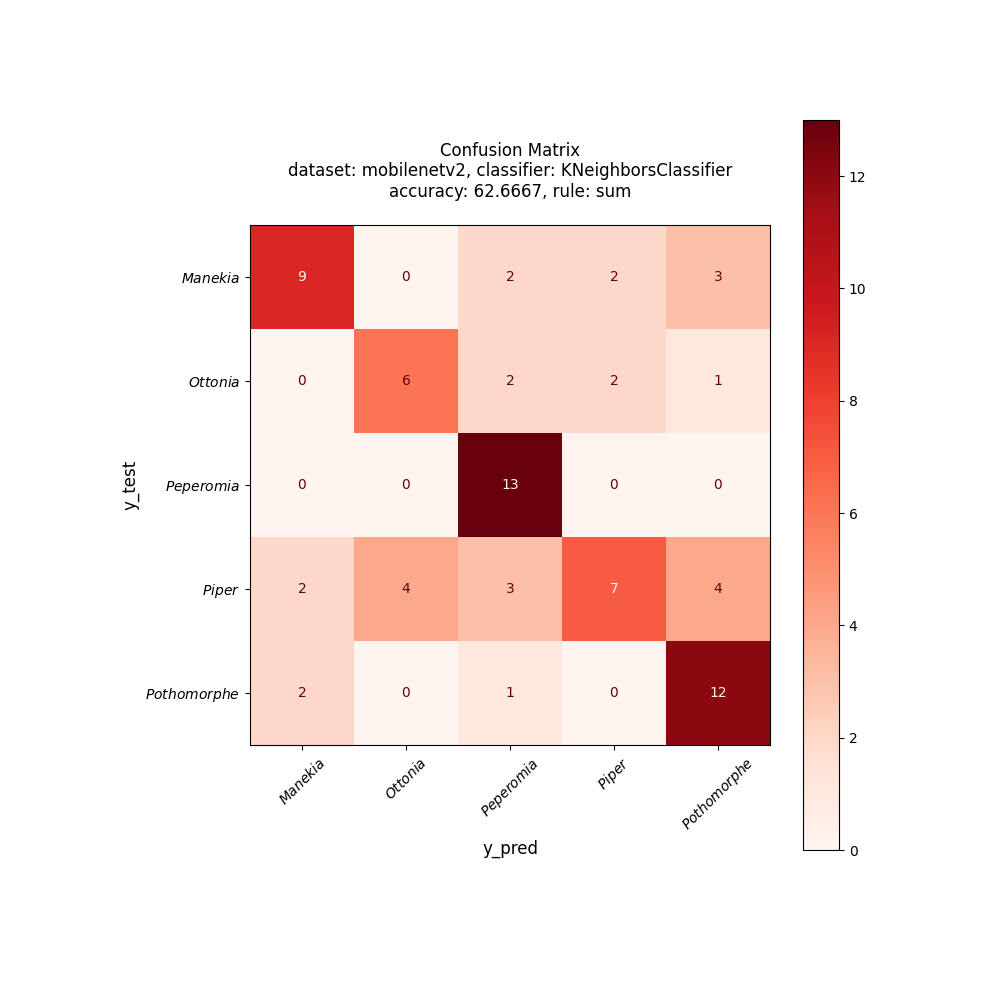 Confusion Matrix
dataset: mobilenetv2, classifier: KNeighborsClassifier
accuracy: 62.6667, rule: sum
Manekia 9 0 2 2 3
Ottonia 0 6 2 2 1
Peperomia 0 0 13 0 0
Piper 2 4 3 7 4
Pothomorphe 2 0 1 0 12
Manekia Ottonia Peperomia Piper Pothomorphe
y_test
y_pred
12
10
8
6
4
2
0